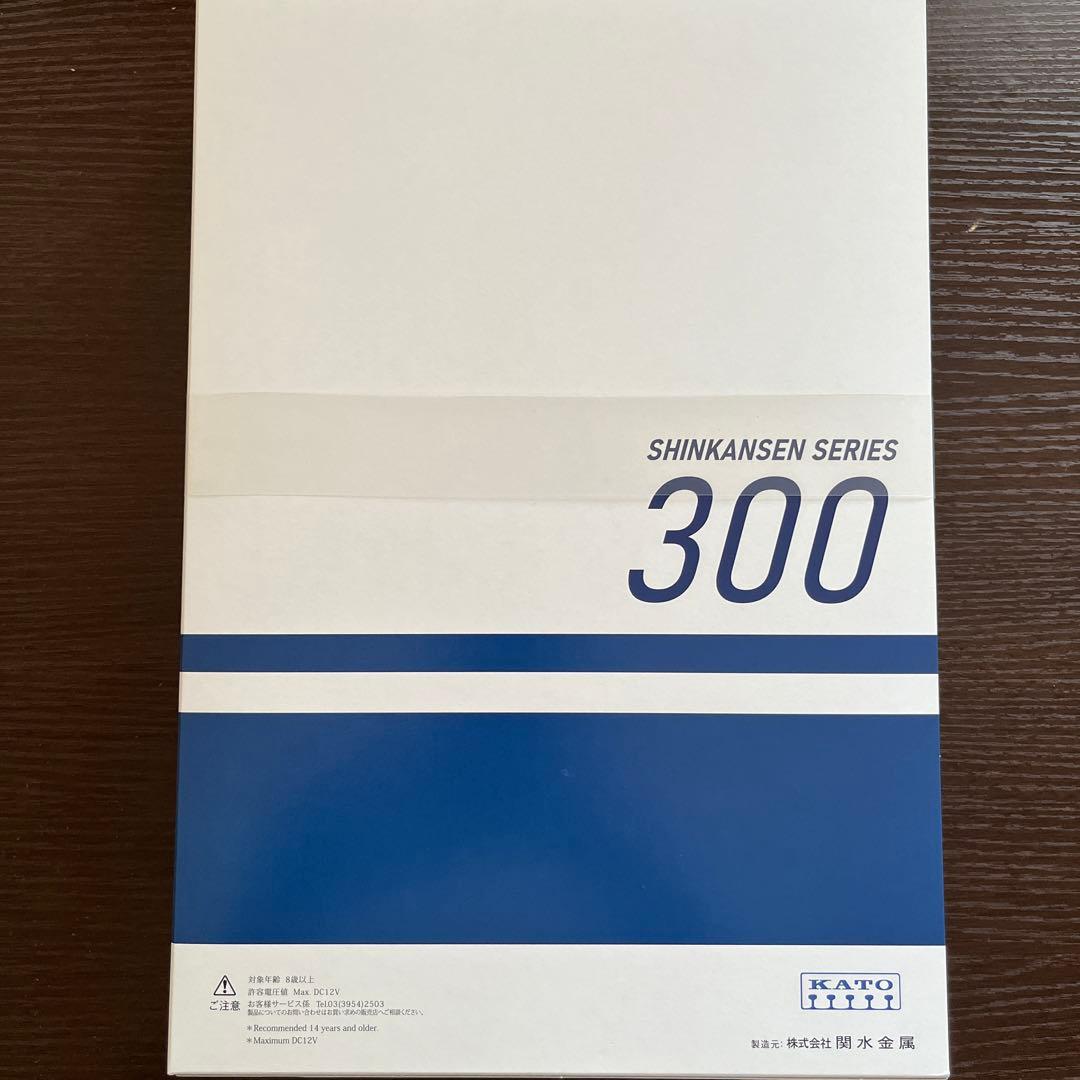 SHINKANSEN SERIES
300
対象年齢 8歳以上
許容電圧値 Max. DC12V
ご注意 お客様サービス係 Tel.03(3954)2503
製品についてのお問い合わせはお買い求めの販売店へご相談ください。
*Recommended 14 years and older.
*Maximum DC12V
KATO
製造元: 株式会社 関水金属